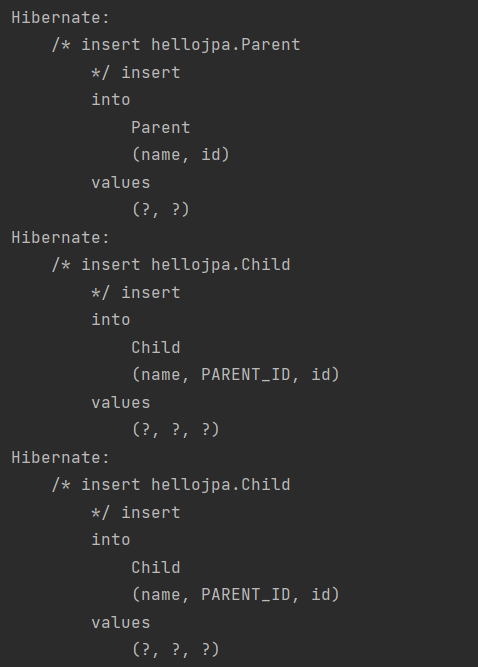 Hibernate:
    /* insert hellojpa.Parent
        */ insert
        into
            Parent
            (name, id)
        values
            (?, ?)
Hibernate:
    /* insert hellojpa.Child
        */ insert
        into
            Child
            (name, PARENT_ID, id)
        values
            (?, ?, ?)
Hibernate:
    /* insert hellojpa.Child
        */ insert
        into
            Child
            (name, PARENT_ID, id)
        values
            (?, ?, ?)